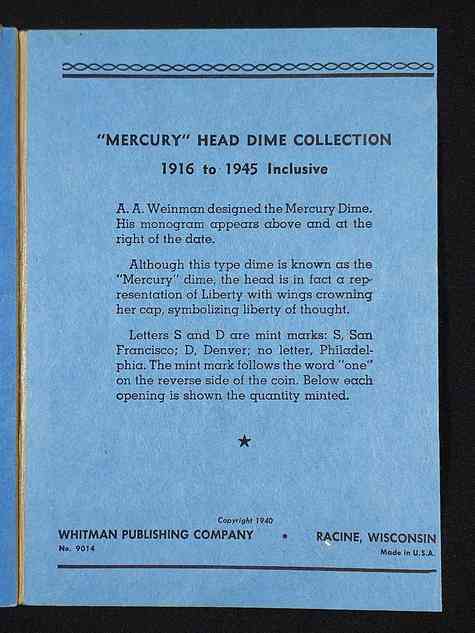 "MERCURY" HEAD DIME COLLECTION
1916 to 1945 Inclusive
A. A. Weinman designed the Mercury Dime.
His monogram appears above and at the
right of the date.
Although this type dime is known as the
"Mercury" dime, the head is in fact a rep-
resentation of Liberty with wings crowning
her cap, symbolizing liberty of thought.
Letters S and D are mint marks: S, San
Francisco; D, Denver; no letter, Philadel-
phia. The mint mark follows the word "one"
on the reverse side of the coin. Below each
opening is shown the quantity minted.
★
Copyright 1940
WHITMAN PUBLISHING COMPANY • RACINE, WISCONSIN
No. 9014 Made in U.S.A.